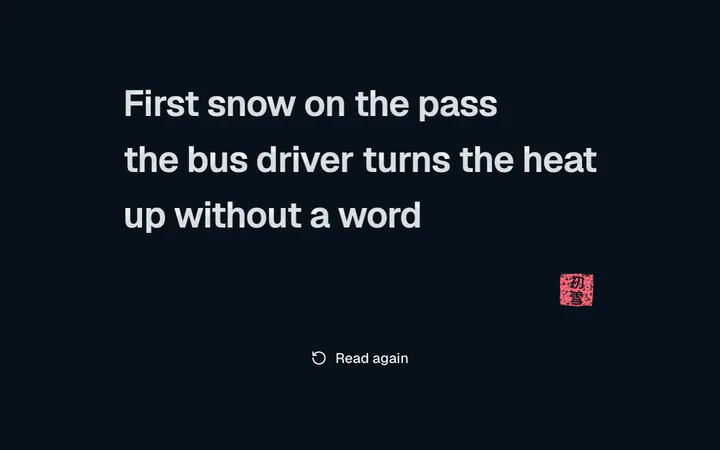 First snow on the pass
the bus driver turns the heat
up without a word
初
雪
Read again